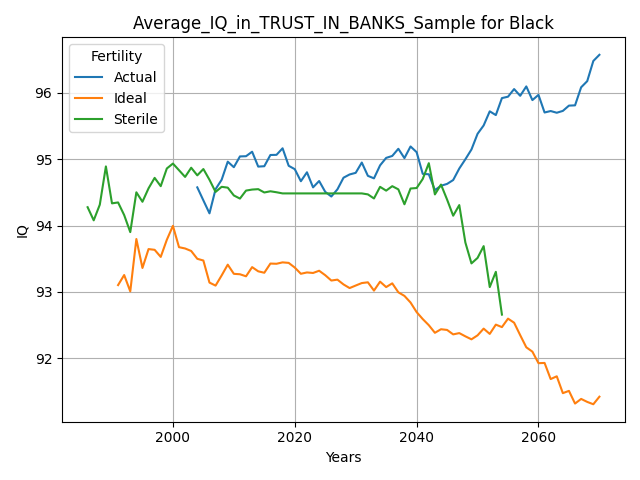 Average_IQ_in_TRUST_IN_BANKS_Sample for Black
Fertility
Actual
Ideal
Sterile
96
95
94
93
92
IQ
2000
2020
2040
2060
Years